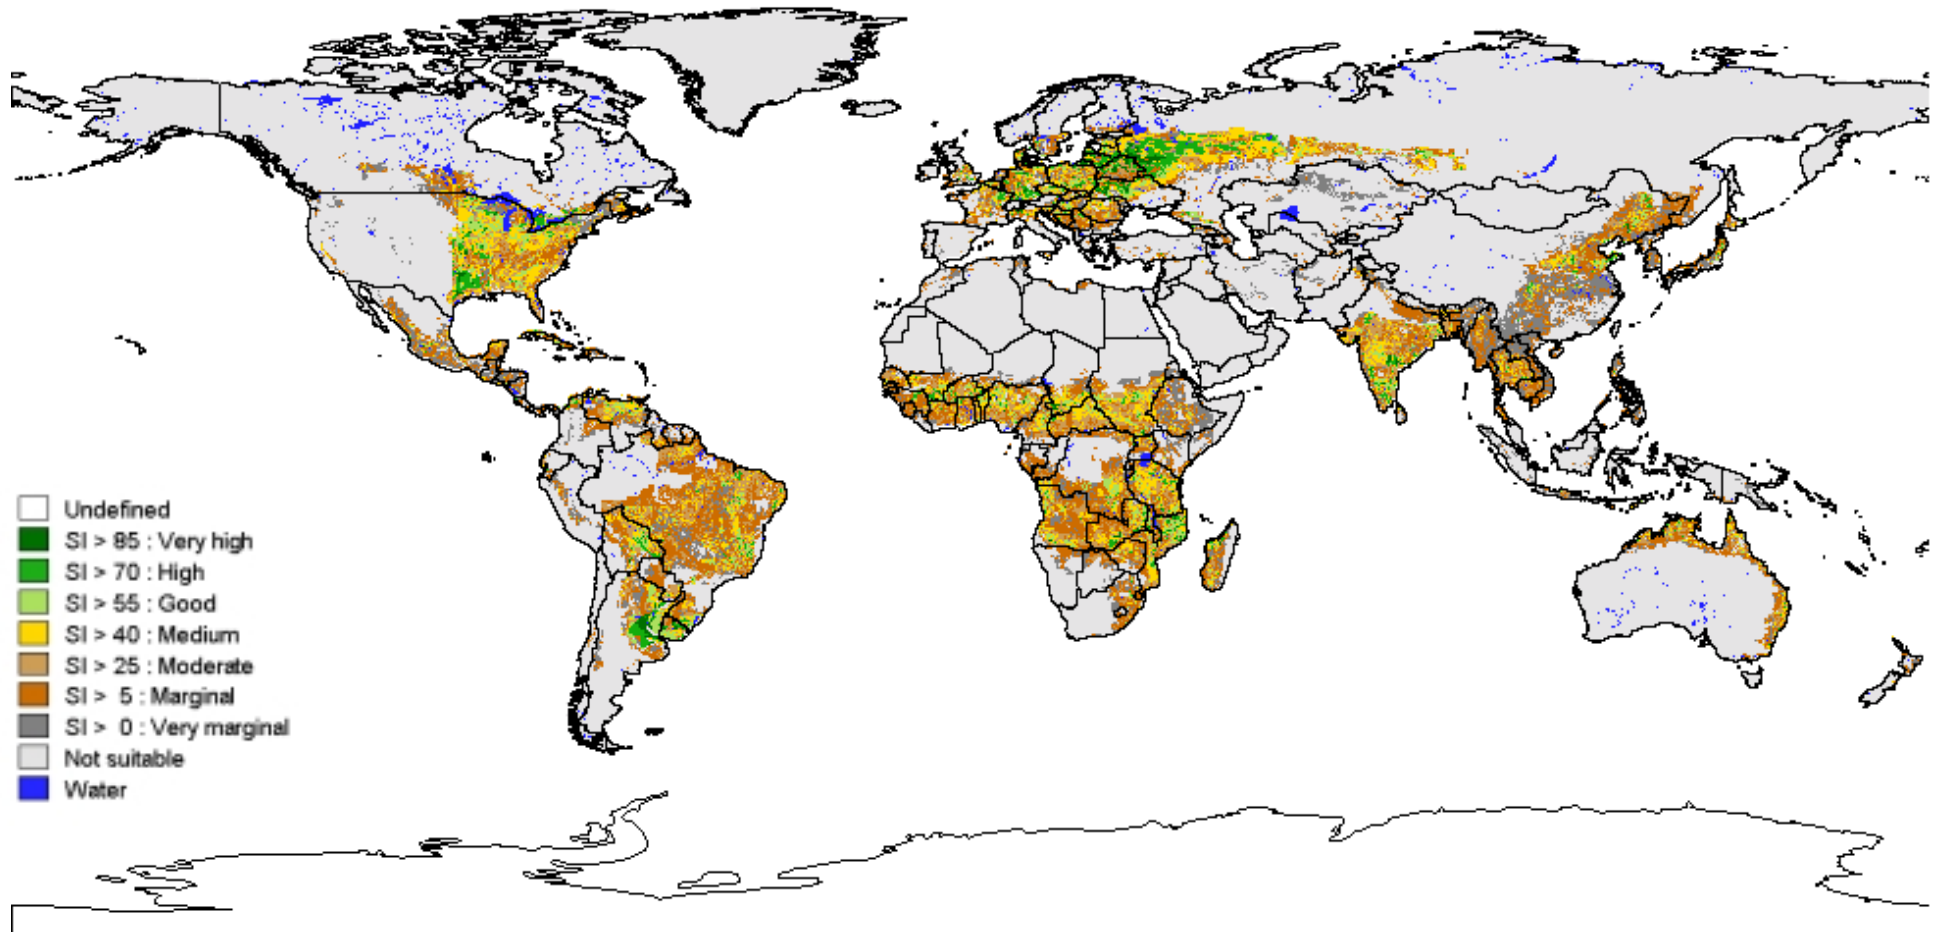 Undefined
SI > 85 : Very high
SI > 70 : High
SI > 55 : Good
SI > 40 : Medium
SI > 25 : Moderate
SI > 5 : Marginal
SI > 0 : Very marginal
Not suitable
Water